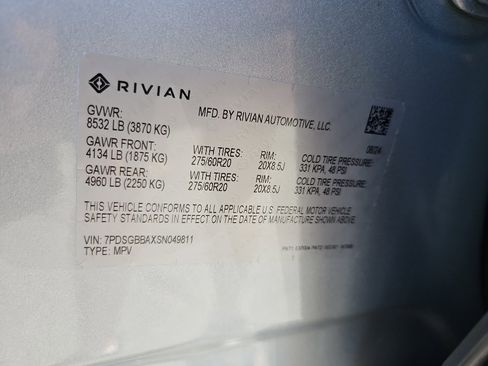 RIVIAN
MFD. BY RIVIAN AUTOMOTIVE, LLC.
08/24
GVWR:
8532 LB (3870 KG)
GAWR FRONT: WITH TIRES: RIM: COLD TIRE PRESSURE:
4134 LB (1875 KG) 275/60R20 20X8.5J 331 KPA, 48 PSI
GAWR REAR: WITH TIRES: RIM: COLD TIRE PRESSURE:
4960 LB (2250 KG) 275/60R20 20X8.5J 331 KPA, 48 PSI
THIS VEHICLE CONFORMS TO ALL APPLICABLE U.S. FEDERAL MOTOR VEHICLE
SAFETY STANDARDS IN EFFECT ON THE DATE OF MANUFACTURE SHOWN ABOVE.
VIN: 7PDSGBBAXSN049811
TYPE: MPV